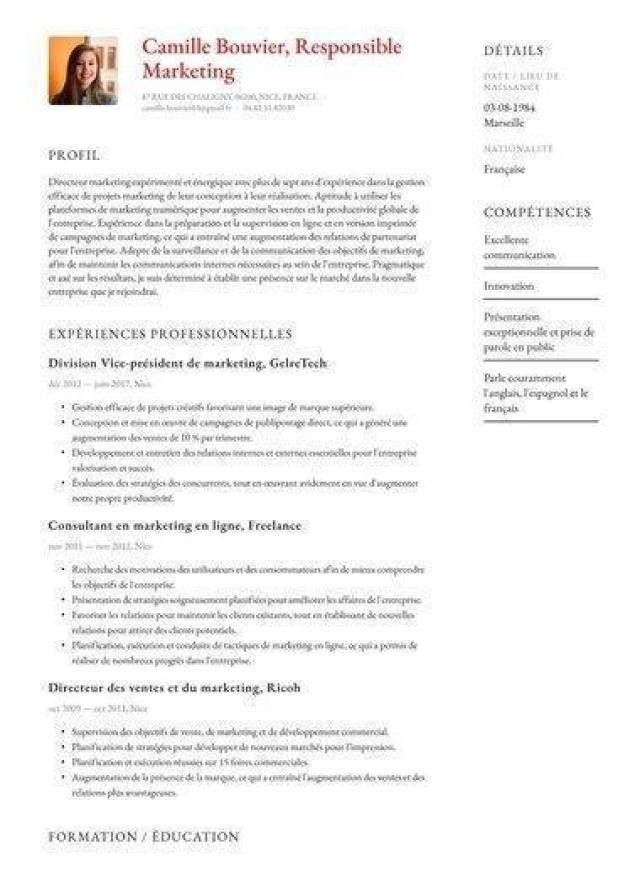 Camille Bouvier, Responsible
Marketing
47 RUE DES CHALIGNY, 06200, NICE, FRANCE
PROFIL
Directeur marketing expérimenté et énergique avec plus de sept ans d'expérience dans la gestion
efficace de projets marketing de leur conception à leur réalisation. Aptitude à utiliser les
plateformes de marketing numérique pour augmenter les ventes et la productivité globale de
l'entreprise. Expérience dans la préparation et la supervision en ligne et en version imprimée
de campagnes de marketing, ce qui a entraîné une augmentation des relations de partenariat
pour l'entreprise. Adepte de la surveillance et de la communication des objectifs de marketing,
afin de maintenir les communications internes nécessaires au sein de l'entreprise. Pragmatique
et axé sur les résultats, je suis déterminé à établir une présence sur le marché dans la nouvelle
entreprise que je rejoindrai.
EXPÉRIENCES PROFESSIONNELLES
Division Vice-président de marketing, GelreTech
déc 2012 — juin 2017, Nice
• Gestion efficace de projets créatifs favorisant une image de marque supérieure.
• Conception et mise en œuvre de campagnes de publipostage direct, ce qui a généré une
augmentation des ventes de 10 % par trimestre.
• Développement et entretien des relations internes et externes essentielles pour l'entreprise
valorisation et succès.
• Évaluation des stratégies des concurrents, tout en œuvrant avidement en vue d'augmenter
notre propre productivité.
Consultant en marketing en ligne, Freelance
nov 2011 — nov 2012, Nice
• Recherche des motivations des utilisateurs et des consommateurs afin de mieux comprendre
les objectifs de l'entreprise.
• Présentation de stratégies soigneusement planifiées pour améliorer les affaires de l'entreprise.
• Favoriser les relations pour maintenir les clients existants, tout en établissant de nouvelles
relations pour attirer des clients potentiels.
• Planification, exécution et conduite de tactiques de marketing en ligne, ce qui a permis de
réaliser de nombreux progrès dans l'entreprise.
Directeur des ventes et du marketing, Ricoh
oct 2009 — oct 2011, Nice
• Supervision des objectifs de vente, de marketing et de développement commercial.
• Planification de stratégies pour développer de nouveaux marchés pour l'impression.
• Planification et exécution réussies sur 15 foires commerciales.
• Augmentation de la présence de la marque, ce qui a entraîné l'augmentation des ventes et des
relations plus avantageuses.
FORMATION / ÉDUCATION
DÉTAILS
DATE / LIEU DE
NAISSANCE
03-08-1984
Marseille
NATIONALITÉ
Française
COMPÉTENCES
Excellente
communication
Innovation
Présentation
exceptionnelle et prise de
parole en public
Parle couramment
l'anglais, l'espagnol et le
français